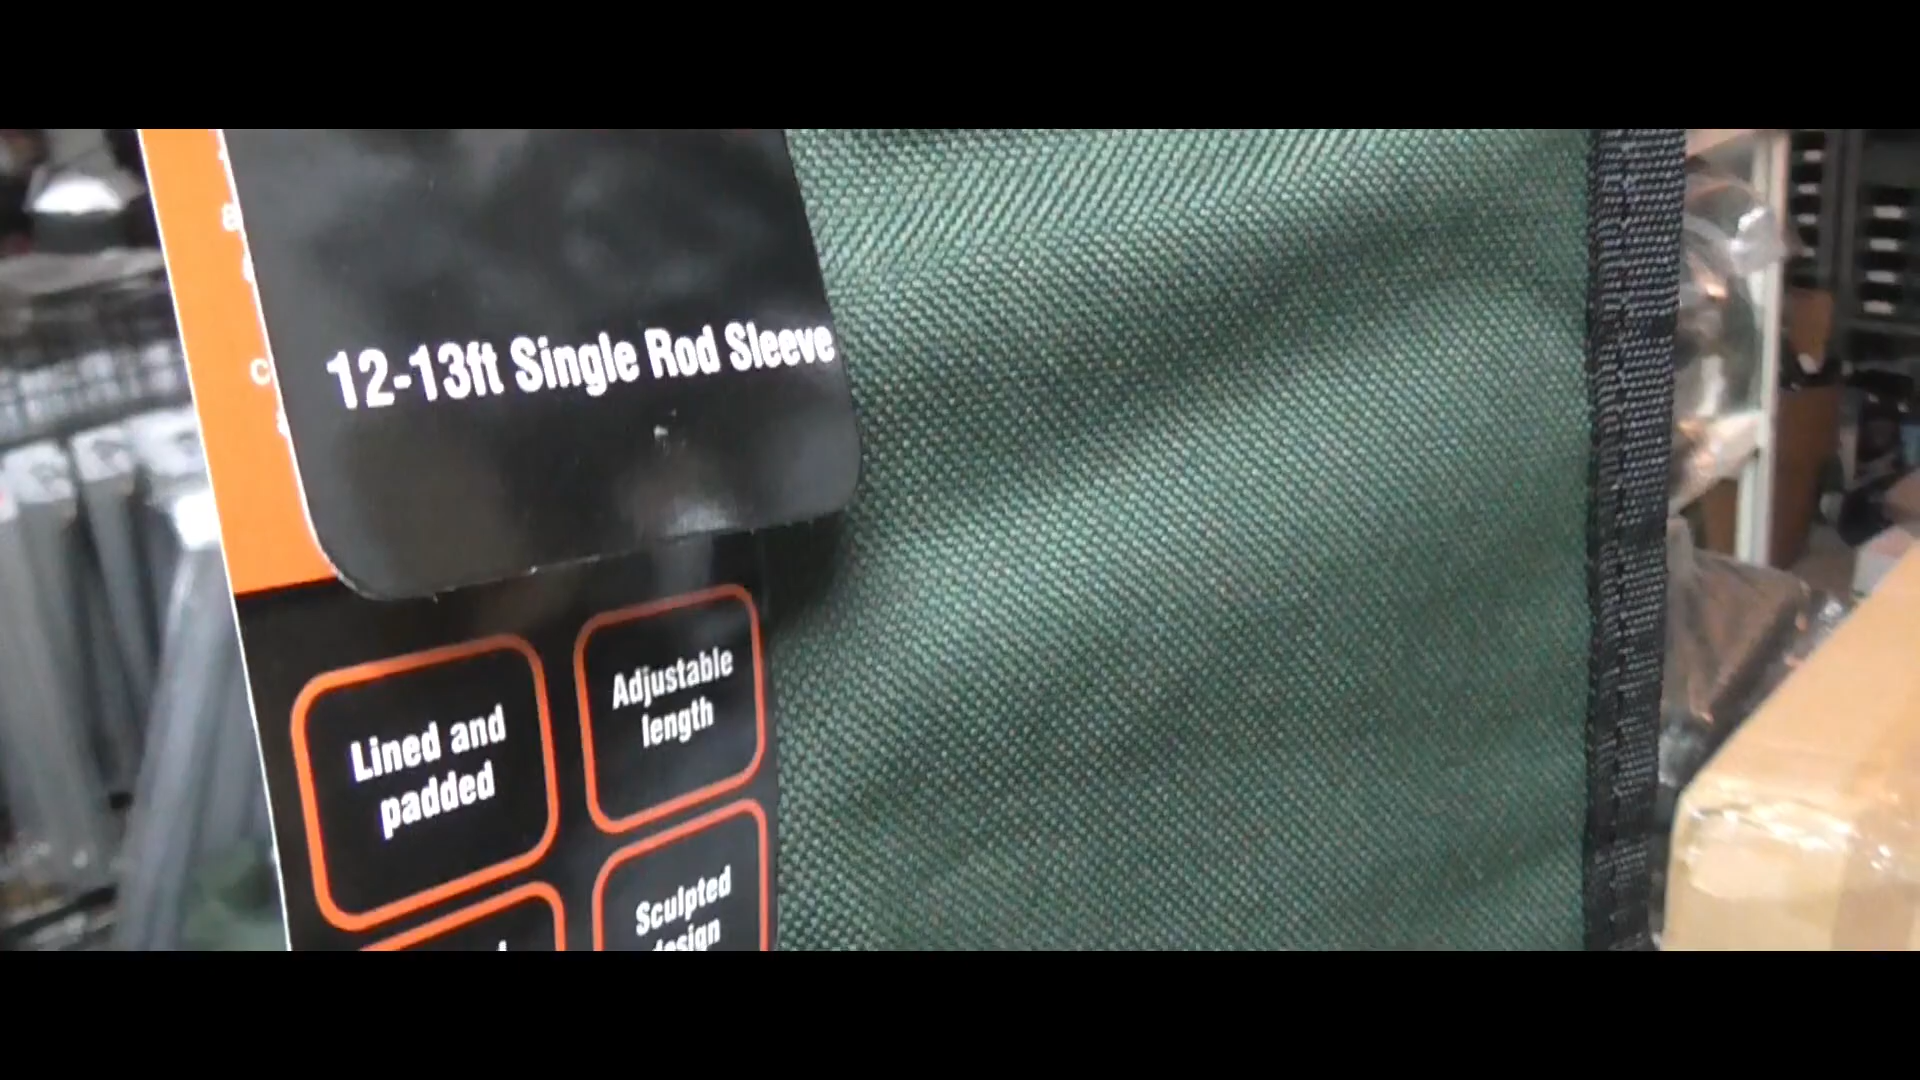 12-13ft Single Rod Sleeve
Adjustable
length
Lined and
padded
Sculpted